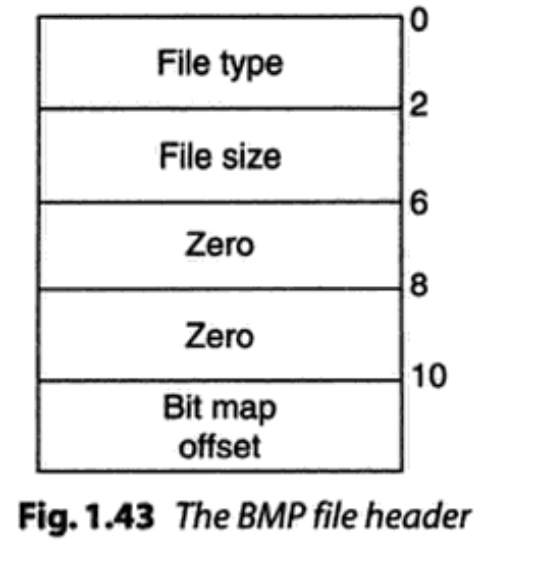 0
File type
2
File size
6
Zero
8
Zero
10
Bit map
offset
Fig. 1.43 The BMP file header